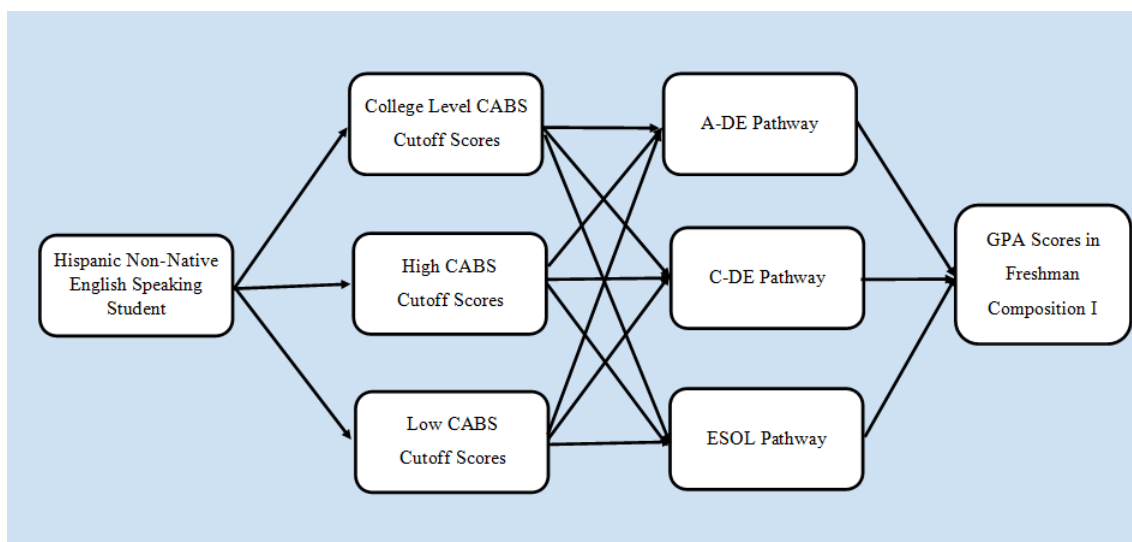 Hispanic Non-Native
English Speaking
Student
College Level CABS
Cutoff Scores
High CABS
Cutoff Scores
Low CABS
Cutoff Scores
A-DE Pathway
C-DE Pathway
ESOL Pathway
GPA Scores in
Freshman
Composition I